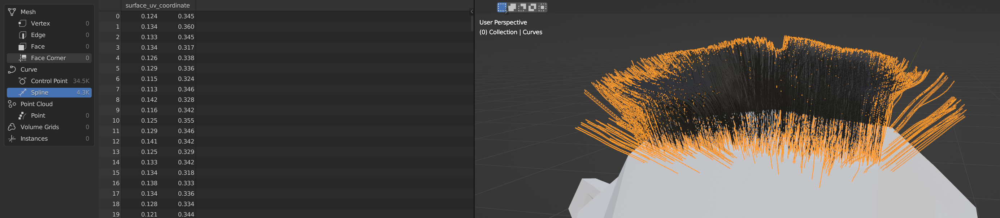 Mesh
Vertex 0
Edge 0
Face 0
Face Corner 0
Curve
Control Point 34.5K
Spline 4.3K
Point Cloud
Point 0
Volume Grids 0
Instances 0
surface_uv_coordinate
0 0.124 0.345
1 0.134 0.360
2 0.133 0.345
3 0.134 0.317
4 0.126 0.338
5 0.129 0.336
6 0.115 0.324
7 0.113 0.346
8 0.142 0.328
9 0.116 0.342
10 0.125 0.355
11 0.129 0.346
12 0.141 0.342
13 0.125 0.329
14 0.133 0.342
15 0.134 0.318
16 0.138 0.333
17 0.134 0.336
18 0.128 0.334
19 0.121 0.344
User Perspective
(0) Collection | Curves